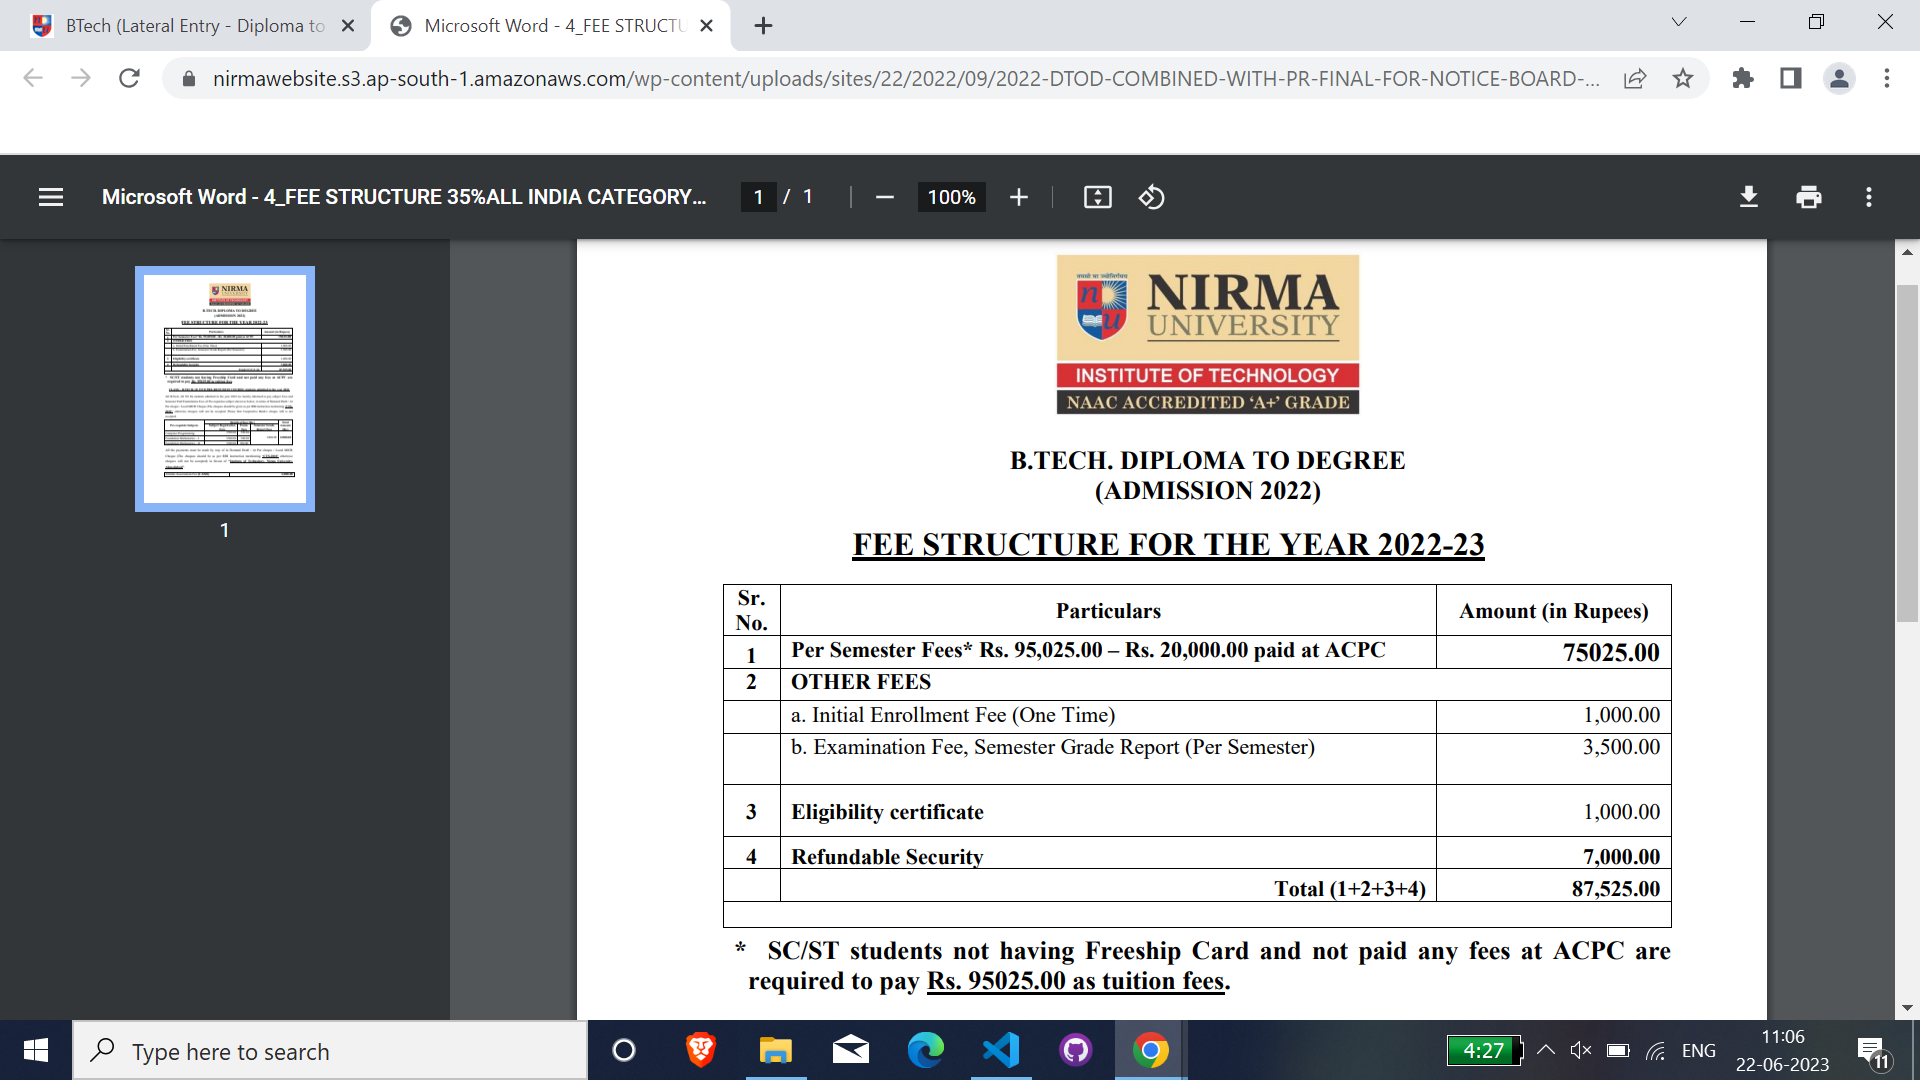 BTech (Lateral Entry - Diploma to
Microsoft Word - 4_FEE STRUCTU
nirmawebsite.s3.ap-south-1.amazonaws.com/wp-content/uploads/sites/22/2022/09/2022-DTOD-COMBINED-WITH-PR-FINAL-FOR-NOTICE-BOARD-...
Microsoft Word - 4_FEE STRUCTURE 35%ALL INDIA CATEGORY...
1 / 1
100%
1
NIRMA
UNIVERSITY
INSTITUTE OF TECHNOLOGY
NAAC ACCREDITED ‘A+’ GRADE
B.TECH. DIPLOMA TO DEGREE
(ADMISSION 2022)
FEE STRUCTURE FOR THE YEAR 2022-23
Sr. No. Particulars Amount (in Rupees)
1 Per Semester Fees* Rs. 95,025.00 – Rs. 20,000.00 paid at ACPC 75025.00
2 OTHER FEES
a. Initial Enrollment Fee (One Time) 1,000.00
b. Examination Fee, Semester Grade Report (Per Semester) 3,500.00
3 Eligibility certificate 1,000.00
4 Refundable Security 7,000.00
Total (1+2+3+4) 87,525.00
* SC/ST students not having Freeship Card and not paid any fees at ACPC are
required to pay Rs. 95025.00 as tuition fees.
Type here to search
4:27
ENG
11:06
22-06-2023
11